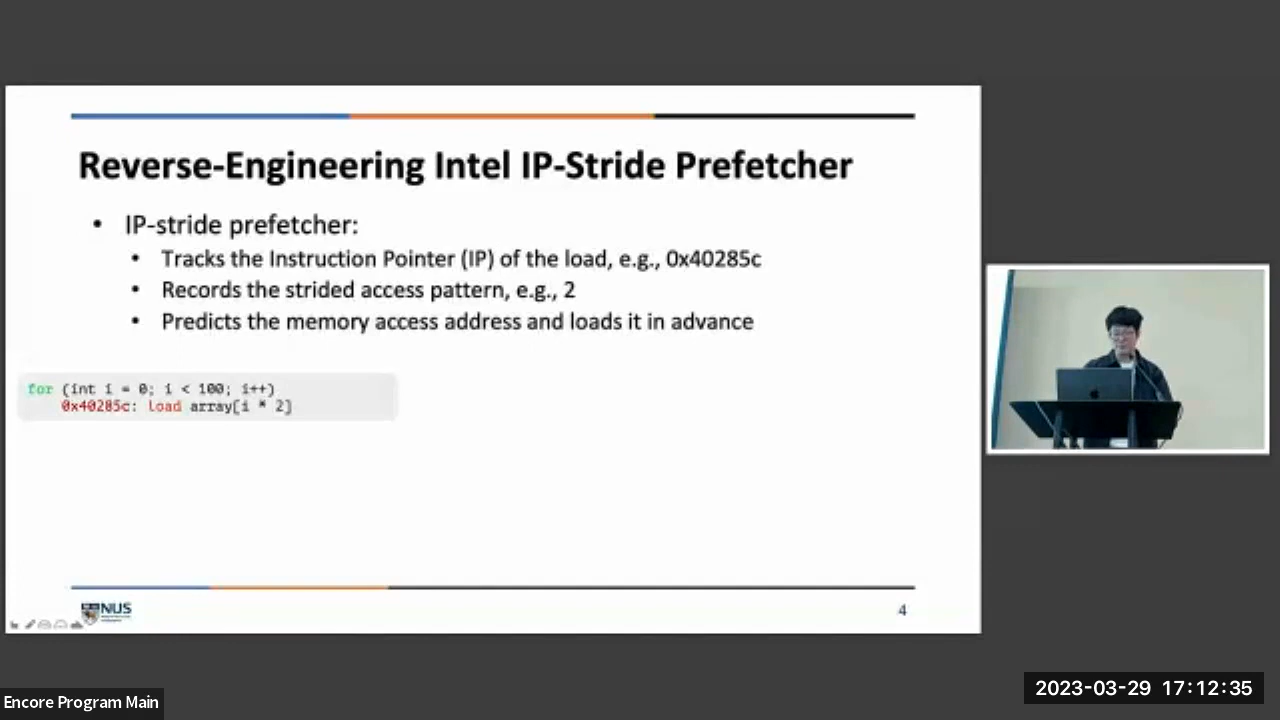 Reverse-Engineering Intel IP-Stride Prefetcher
• IP-stride prefetcher:
• Tracks the Instruction Pointer (IP) of the load, e.g., 0x40285c
• Records the strided access pattern, e.g., 2
• Predicts the memory access address and loads it in advance
for (int i = 0; i < 100; i++)
0x40285c: load array[i * 2]
NUS
4
Encore Program Main
2023-03-29 17:12:35